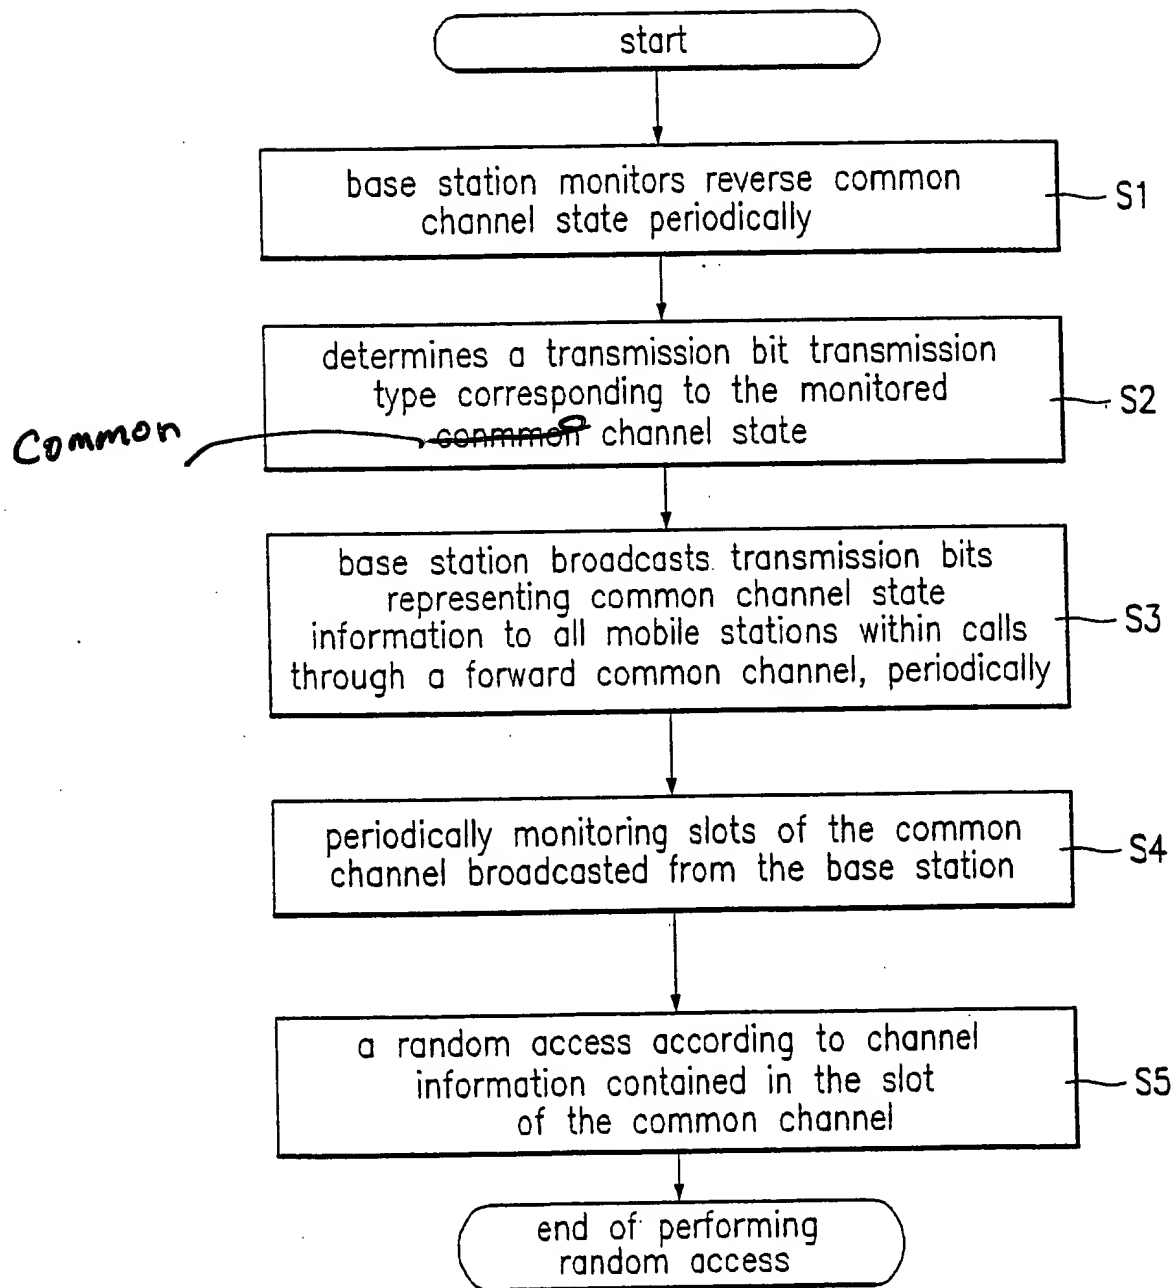 start
base station monitors reverse common
channel state periodically
S1
determines a transmission bit transmission
type corresponding to the monitored
conmmon channel state
S2
Common
base station broadcasts transmission bits
representing common channel state
information to all mobile stations within calls
through a forward common channel, periodically
S3
periodically monitoring slots of the common
channel broadcasted from the base station
S4
a random access according to channel
information contained in the slot
of the common channel
S5
end of performing
random access